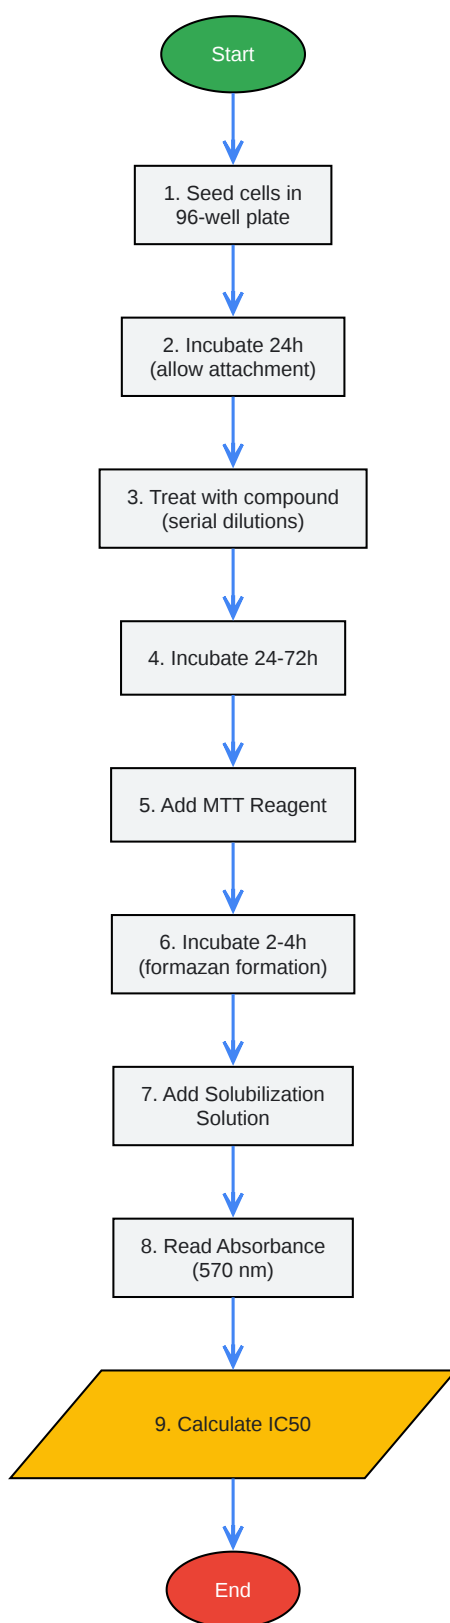 Start
1. Seed cells in
96-well plate
2. Incubate 24h
(allow attachment)
3. Treat with compound
(serial dilutions)
4. Incubate 24-72h
5. Add MTT Reagent
6. Incubate 2-4h
(formazan formation)
7. Add Solubilization
Solution
8. Read Absorbance
(570 nm)
9. Calculate IC50
End